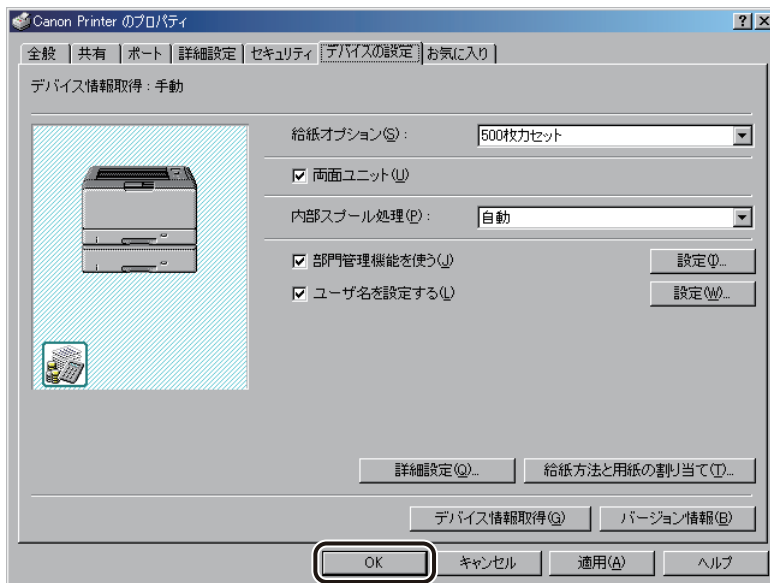 Canon Printer のプロパティ
全般 共有 ポート 詳細設定 セキュリティ デバイスの設定 お気に入り
デバイス情報取得 : 手動
給紙オプション(S) : 500枚カセット
両面ユニット(U)
内部スプール処理(P) : 自動
部門管理機能を使う(J) 設定(I)...
ユーザ名を設定する(L) 設定(W)...
詳細設定(Q)... 給紙方法と用紙の割り当て(T)...
デバイス情報取得(G) バージョン情報(B)
OK キャンセル 適用(A) ヘルプ